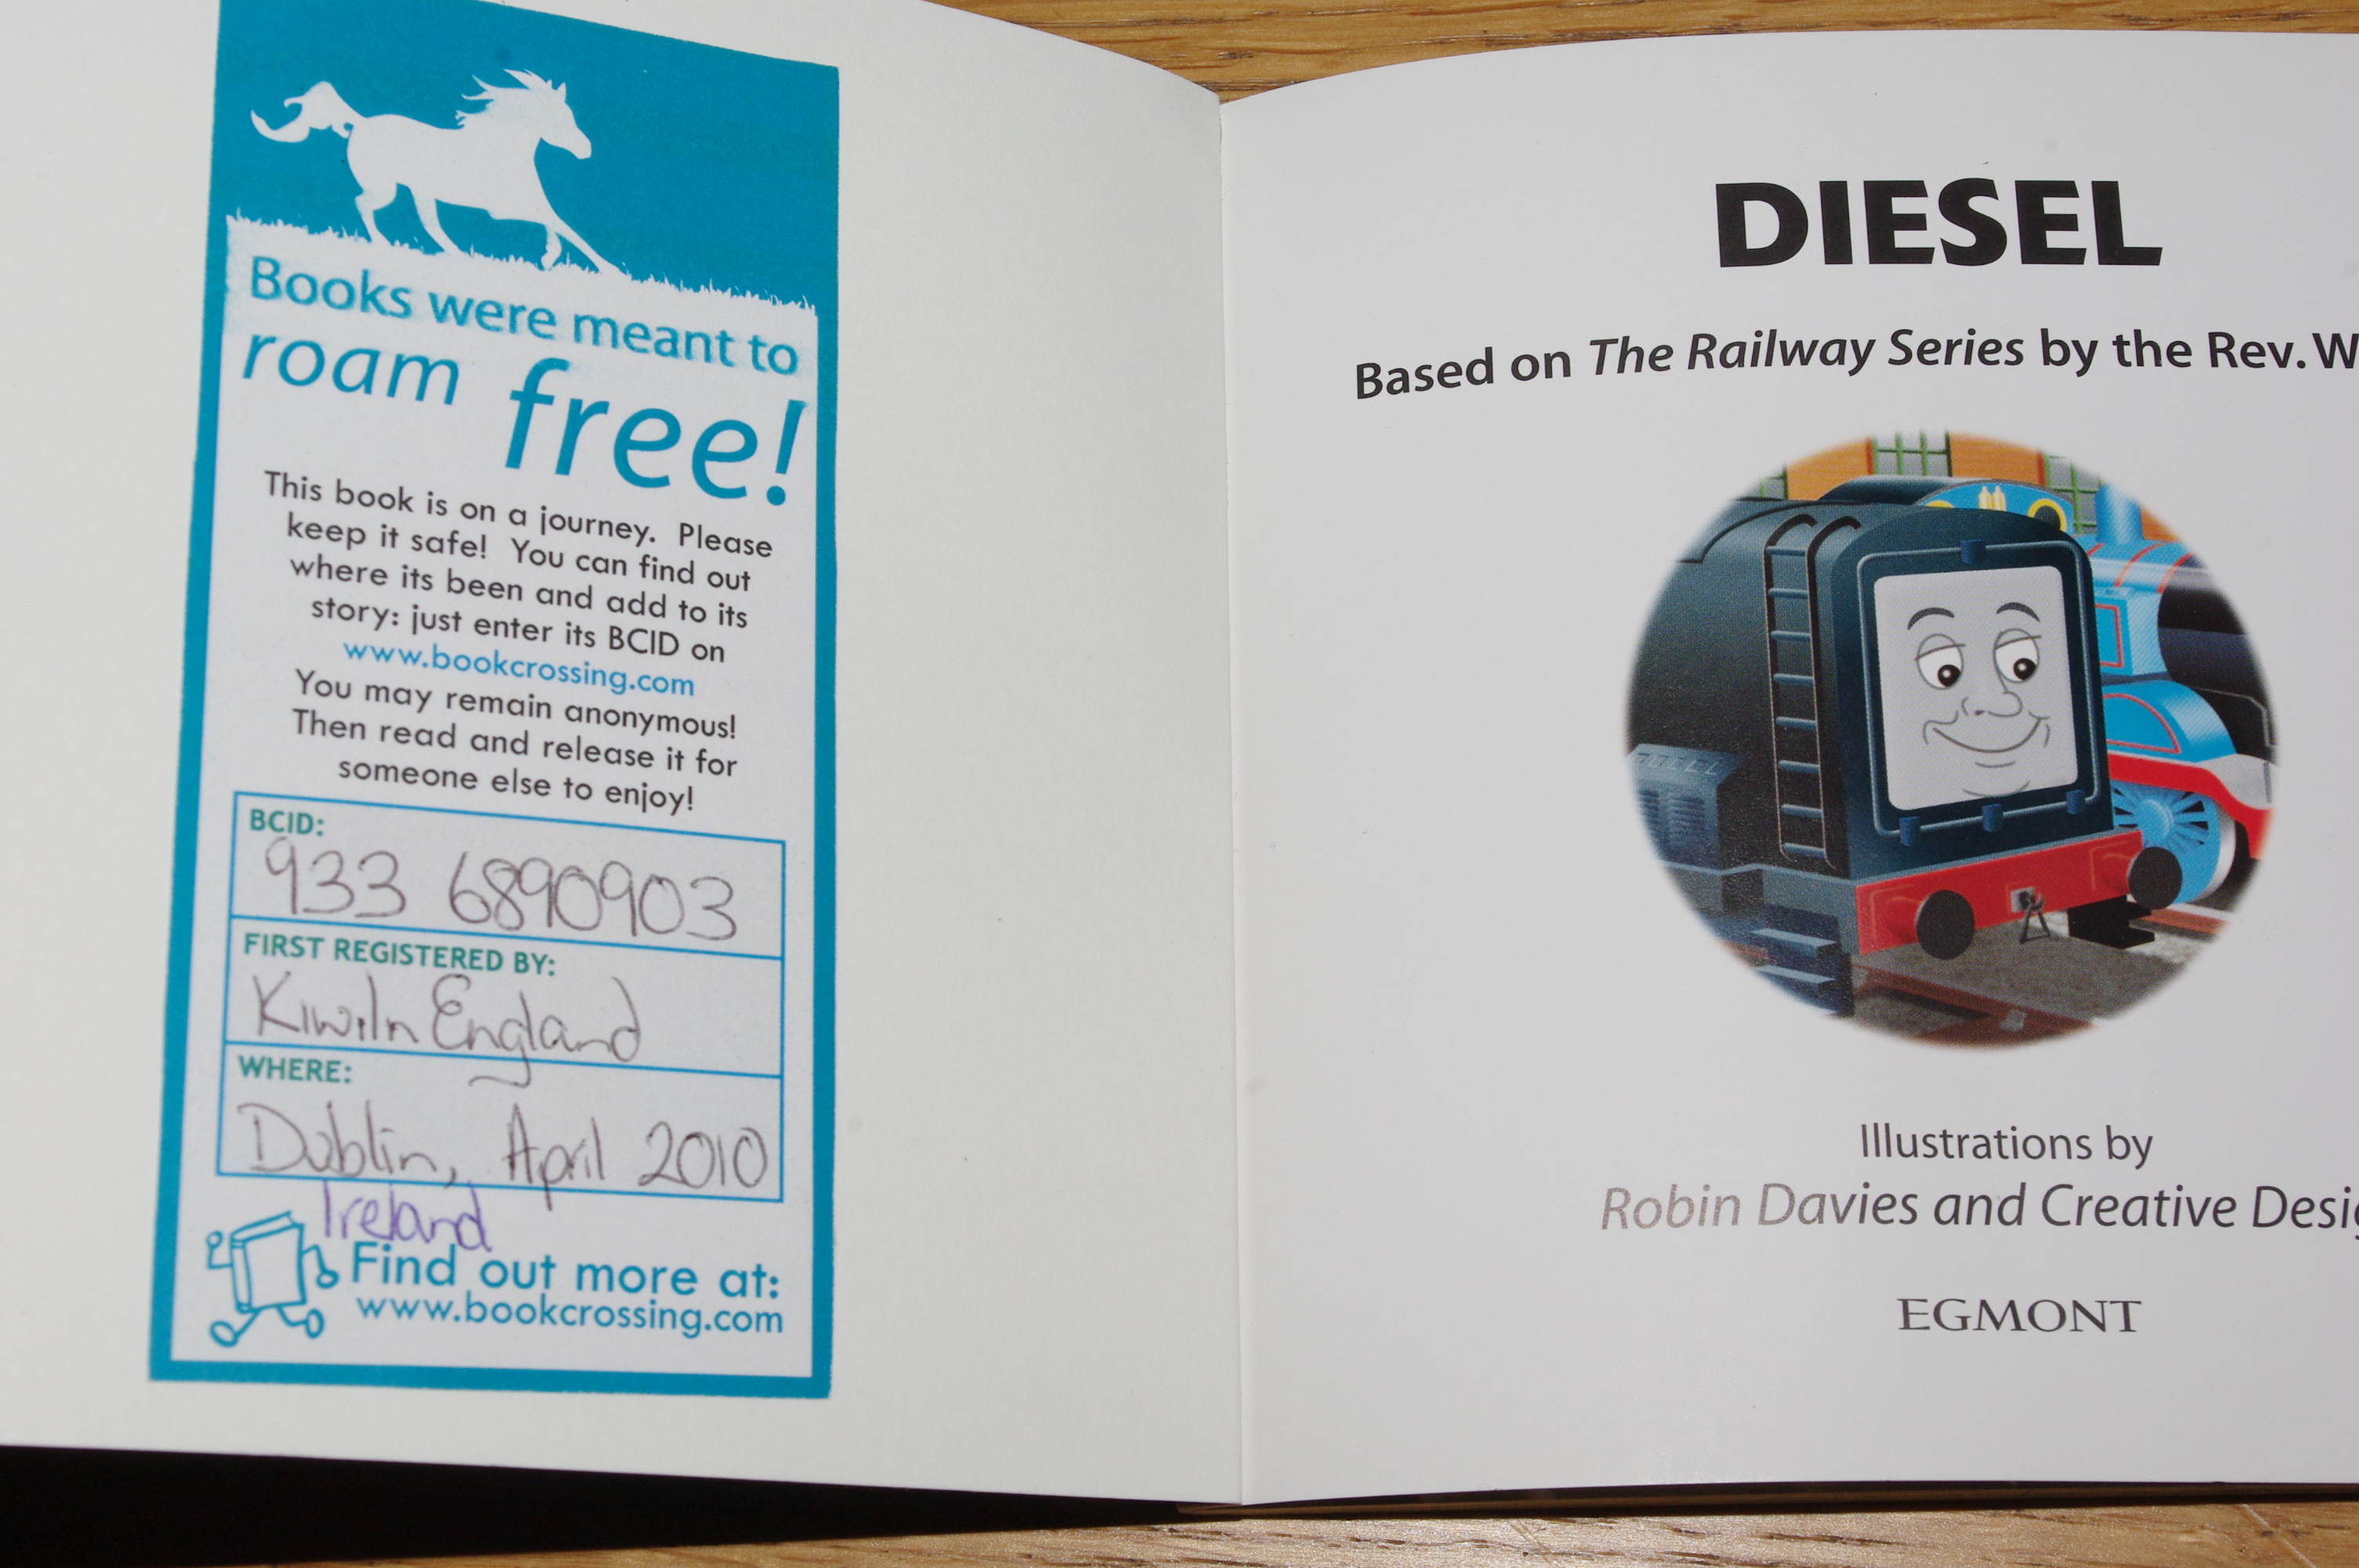 Books were meant to
roam free!
This book is on a journey. Please
keep it safe! You can find out
where its been and add to its
story: just enter its BCID on
www.bookcrossing.com
You may remain anonymous!
Then read and release it for
someone else to enjoy!
BCID:
933 6890903
FIRST REGISTERED BY:
KiwiInEngland
WHERE:
Dublin, April 2010
Ireland
Find out more at:
www.bookcrossing.com
DIESEL
Based on The Railway Series by the Rev. W
Illustrations by
Robin Davies and Creative Desig
EGMONT